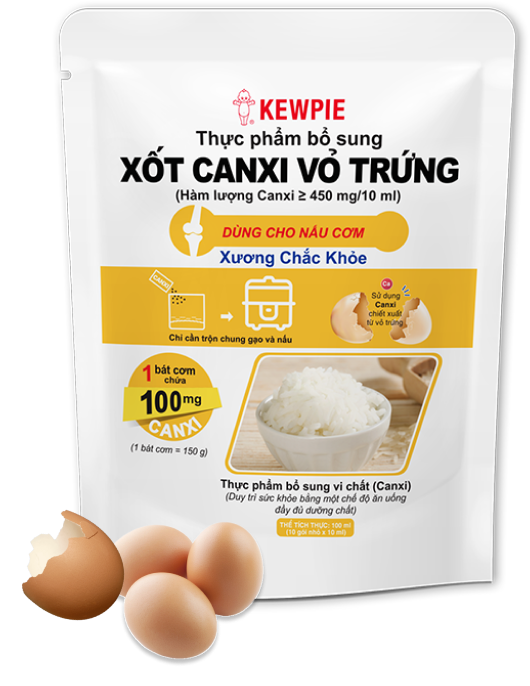 KEWPIE
Thực phẩm bổ sung
XỐT CANXI VỎ TRỨNG
(Hàm lượng Canxi ≥ 450 mg/10 ml)
DÙNG CHO NẤU CƠM
Xương Chắc Khỏe
CANXI
Chỉ cần trộn chung gạo và nấu
Ca
Sử dụng
Canxi
chiết xuất
từ vỏ trứng
1 bát cơm
chứa
100mg
CANXI
(1 bát cơm = 150 g)
Thực phẩm bổ sung vi chất (Canxi)
(Duy trì sức khỏe bằng một chế độ ăn uống
đầy đủ dưỡng chất)
THỂ TÍCH THỰC: 100 ml
(10 gói nhỏ x 10 ml)